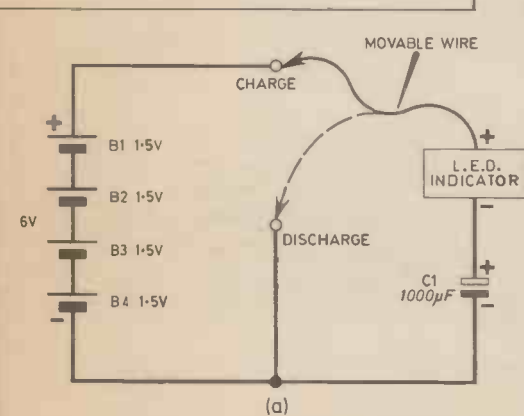 MOVABLE WIRE
CHARGE
+
B1 1·5V
+
L.E.D.
INDICATOR
−
B2 1·5V
6V
DISCHARGE
B3 1·5V
+
C1
1000µF
−
B4 1·5V
−
(a)